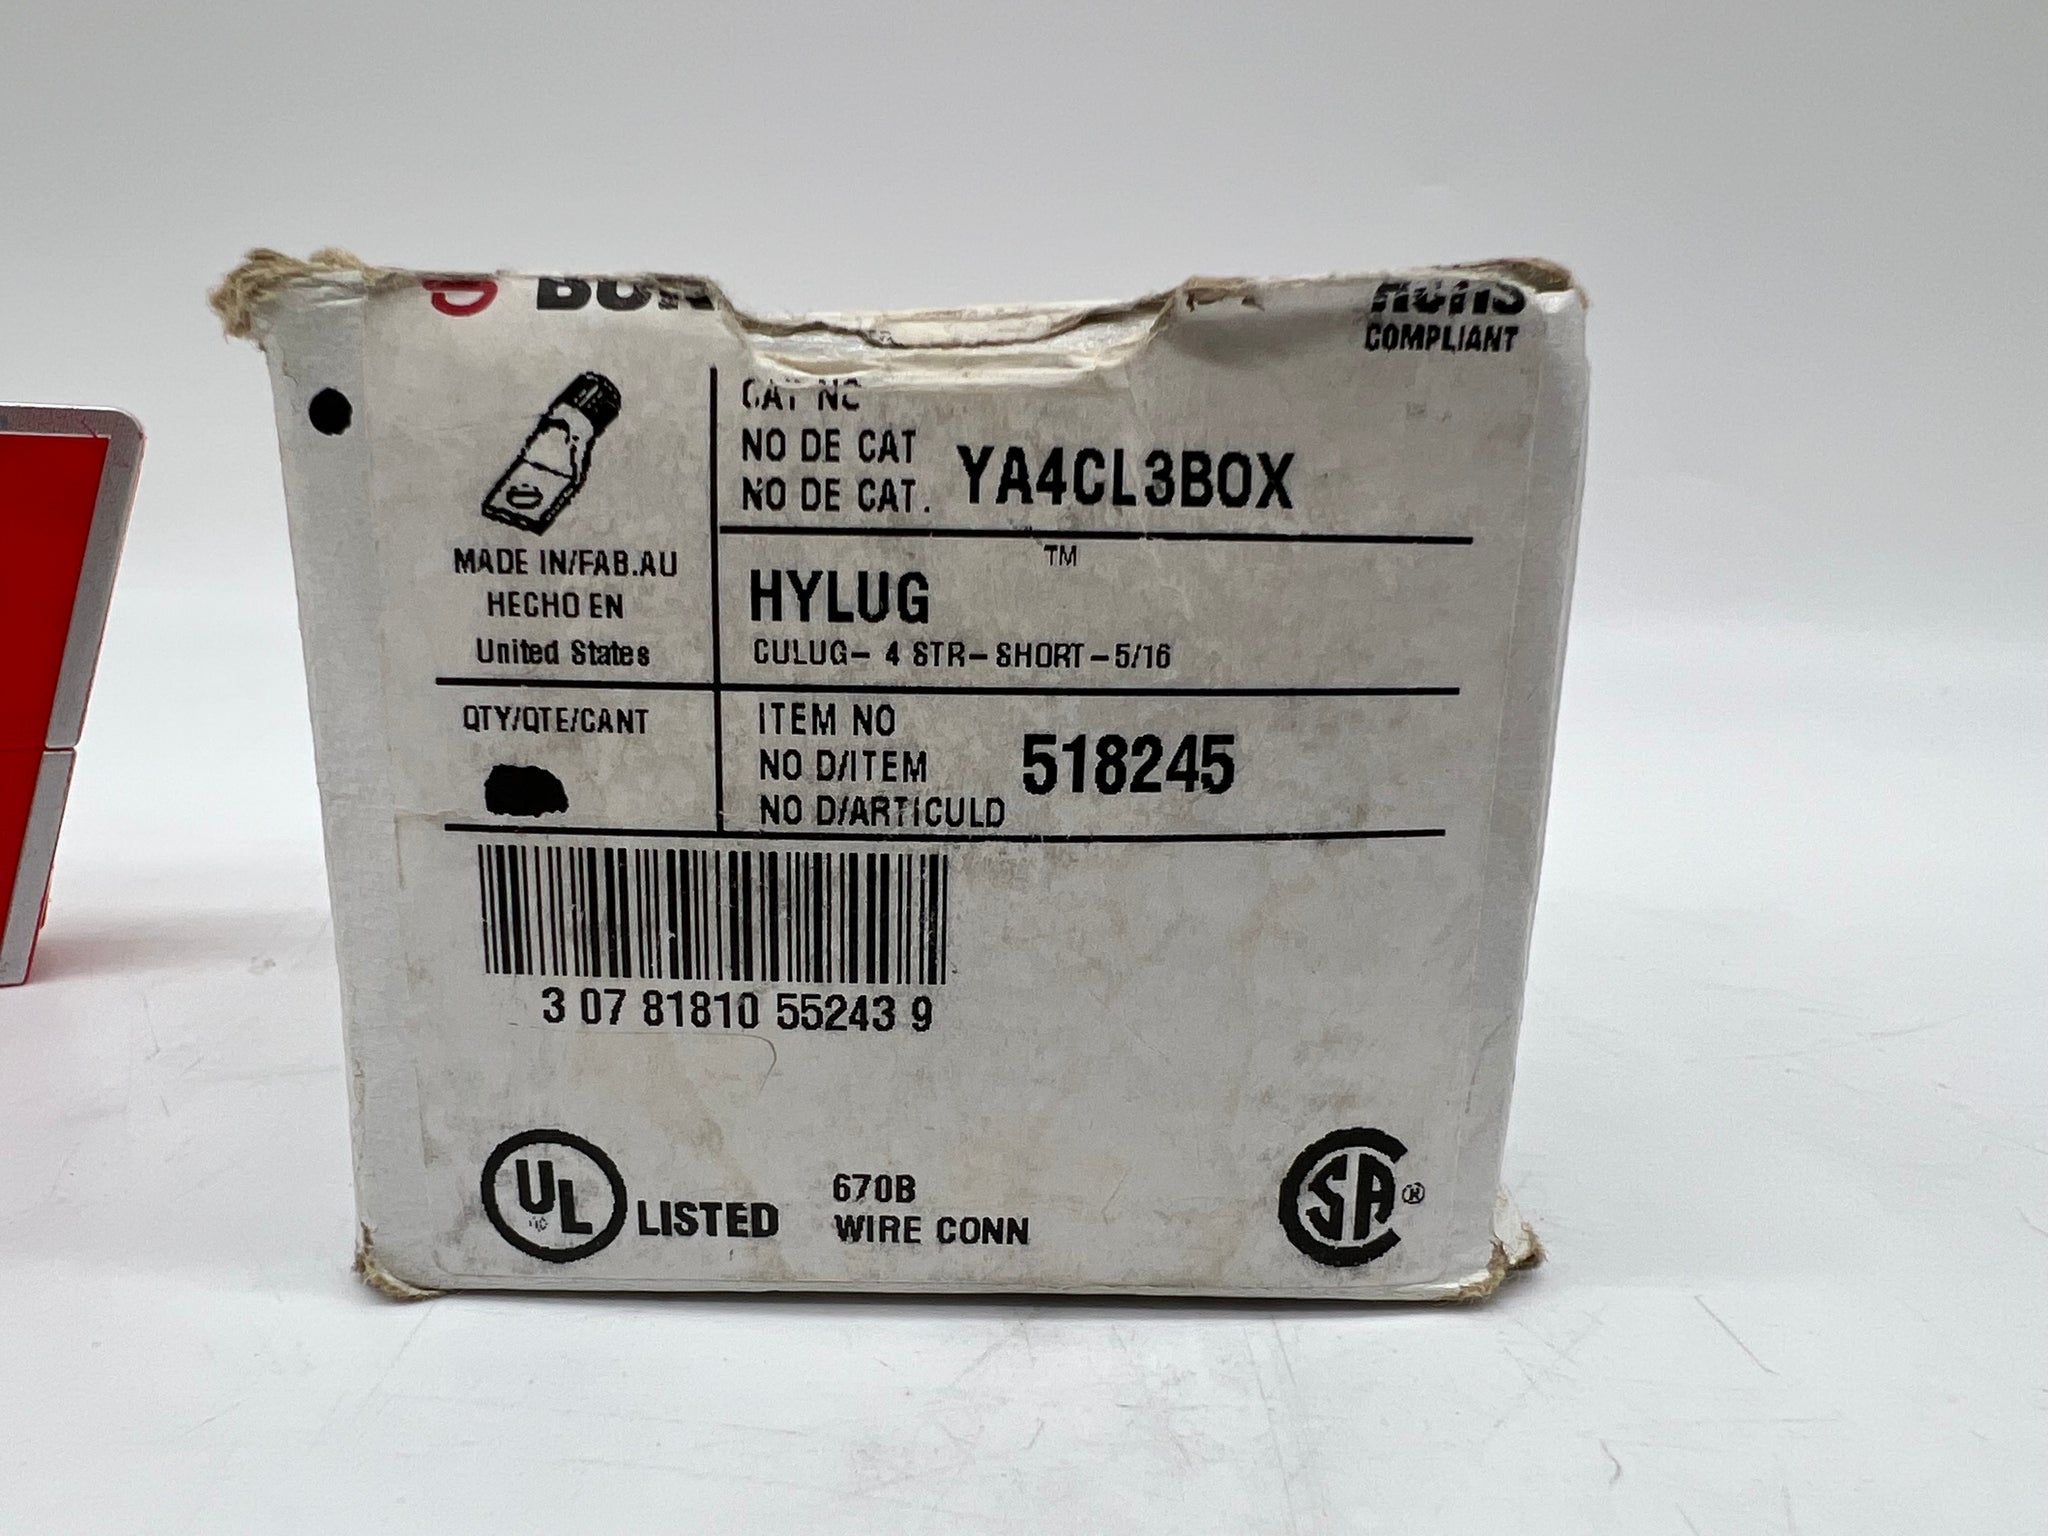 COMPLIANT
CAT NO
NO DE CAT
NO DE CAT. YA4CL3BOX
MADE IN/FAB.AU
HECHO EN
United States
HYLUG™
CULUG- 4 STR-SHORT-5/16
QTY/QTE/CANT
ITEM NO
NO D/ITEM 518245
NO D/ARTICULD
3 07 81810 55243 9
UL LISTED
670B
WIRE CONN
SA®